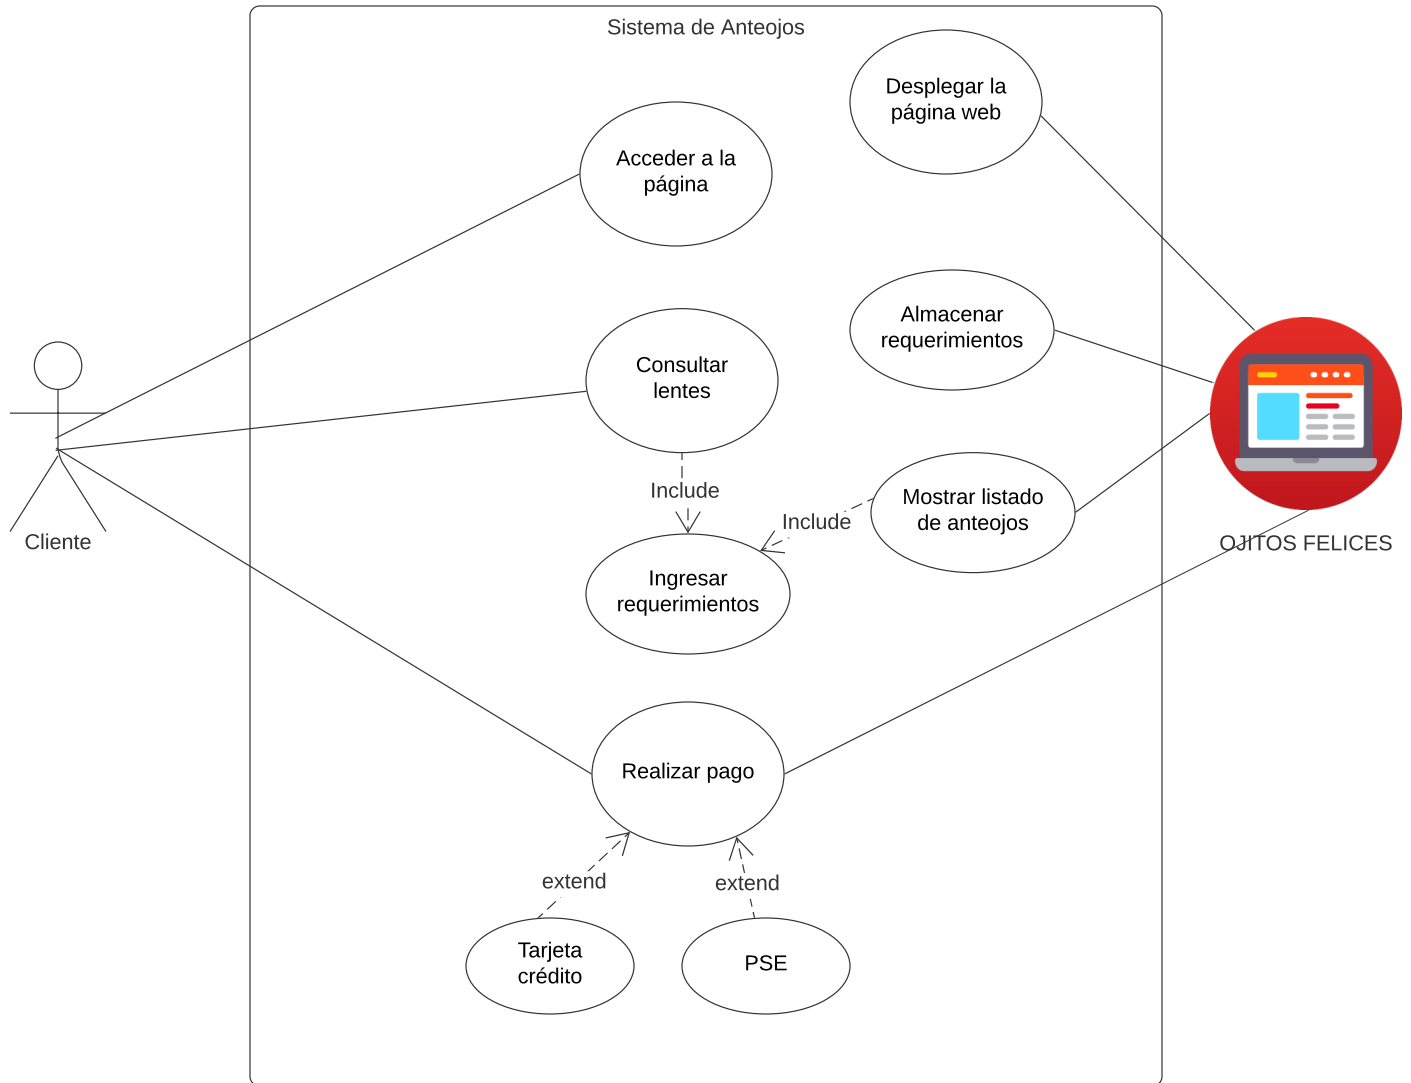 Sistema de Anteojos
Desplegar la
página web
Acceder a la
página
Almacenar
requerimientos
Consultar
lentes
Include
Mostrar listado
de anteojos
Include
Cliente
OJITOS FELICES
Ingresar
requerimientos
Realizar pago
extend
extend
Tarjeta
crédito
PSE